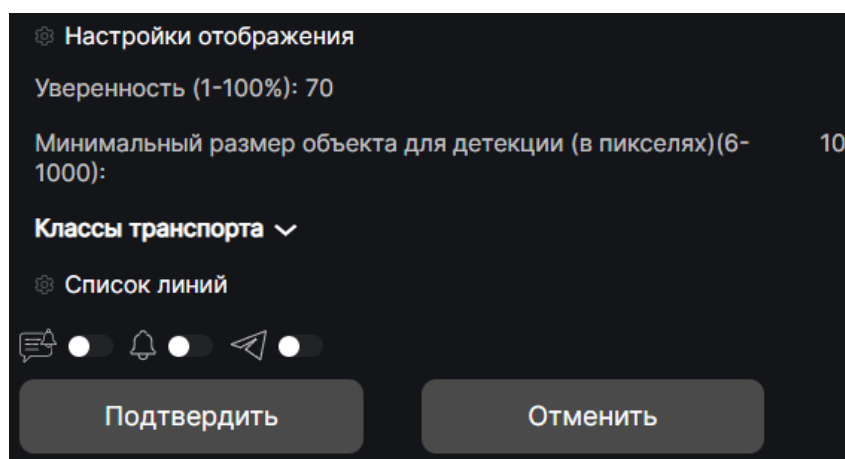 Настройки отображения
Уверенность (1-100%): 70
Минимальный размер объекта для детекции (в пикселях)(6- 10
1000):
Классы транспорта
Список линий
Подтвердить Отменить